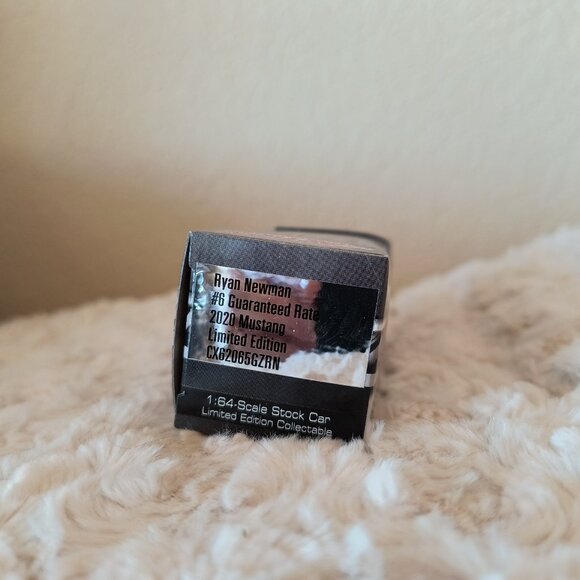 Ryan Newman
#6 Guaranteed Rate
2020 Mustang
Limited Edition
CX62065GZRN
1:64-Scale Stock Car
Limited Edition Collectable